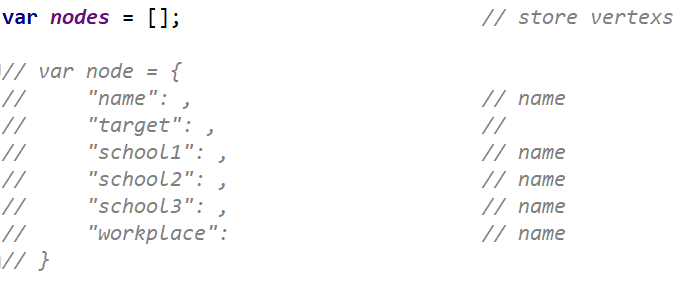 var nodes = []; // store vertexs
// var node = {
// "name": , // name
// "target": , //
// "school1": , // name
// "school2": , // name
// "school3": , // name
// "workplace": // name
// }